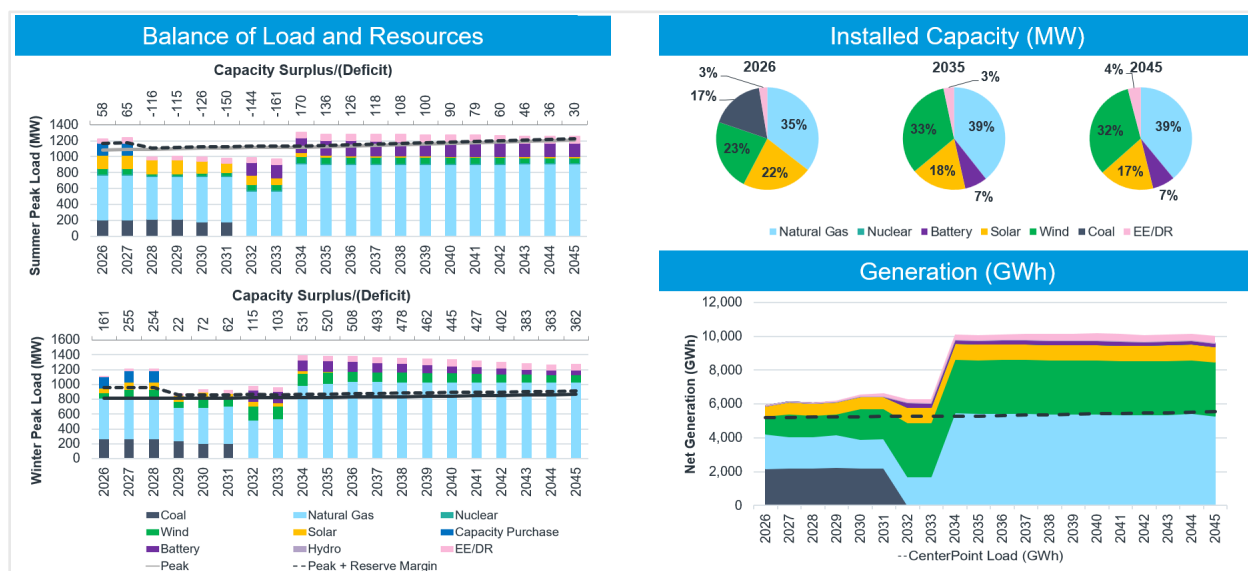 Balance of Load and Resources
Capacity Surplus/(Deficit)
58 65 -116 -115 -126 -150 -144 -161 170 136 126 118 108 100 90 79 60 46 36 30
Summer Peak Load (MW)
1400
1200
1000
800
600
400
200
0
2026 2027 2028 2029 2030 2031 2032 2033 2034 2035 2036 2037 2038 2039 2040 2041 2042 2043 2044 2045
Capacity Surplus/(Deficit)
161 255 254 22 72 62 115 103 531 520 508 493 478 462 445 427 402 383 363 362
Winter Peak Load (MW)
1600
1400
1200
1000
800
600
400
200
0
2026 2027 2028 2029 2030 2031 2032 2033 2034 2035 2036 2037 2038 2039 2040 2041 2042 2043 2044 2045
Coal Natural Gas Nuclear
Wind Solar Capacity Purchase
Battery Hydro EE/DR
Peak Peak + Reserve Margin
Installed Capacity (MW)
2026 2035 2045
3% 17% 35% 23% 22%
3% 33% 39% 18% 7%
4% 32% 39% 17% 7%
Natural Gas Nuclear Battery Solar Wind Coal EE/DR
Generation (GWh)
Net Generation (GWh)
12,000
10,000
8,000
6,000
4,000
2,000
0
2026 2027 2028 2029 2030 2031 2032 2033 2034 2035 2036 2037 2038 2039 2040 2041 2042 2043 2044 2045
--CenterPoint Load (GWh)